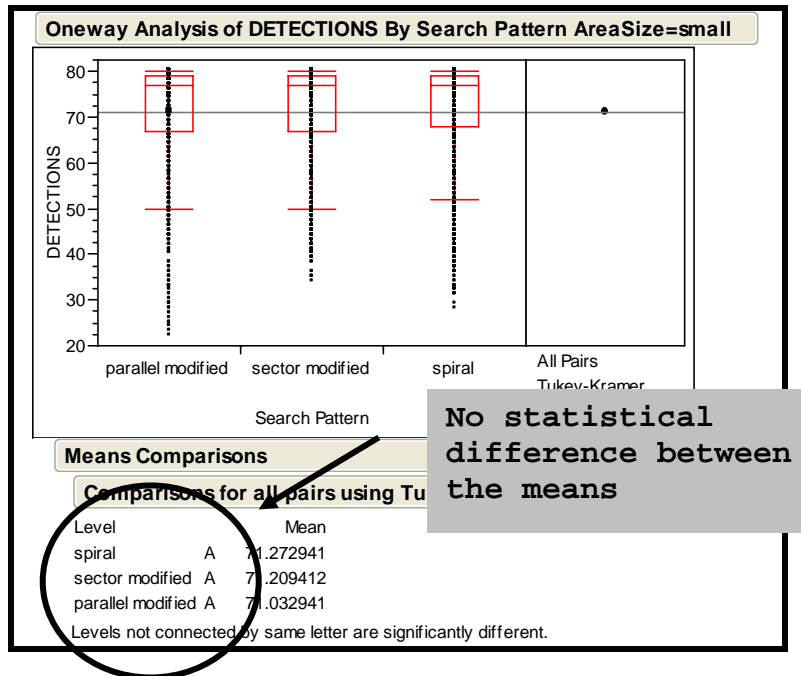 Oneway Analysis of DETECTIONS By Search Pattern AreaSize=small
80
70
60
50
40
30
20
DETECTIONS
parallel modified
sector modified
spiral
All Pairs
Tukey-Kramer
Search Pattern
No statistical
difference between
the means
Means Comparisons
Comparisons for all pairs using Tu
Level Mean
spiral A 71.272941
sector modified A 71.209412
parallel modified A 71.032941
Levels not connected by same letter are significantly different.